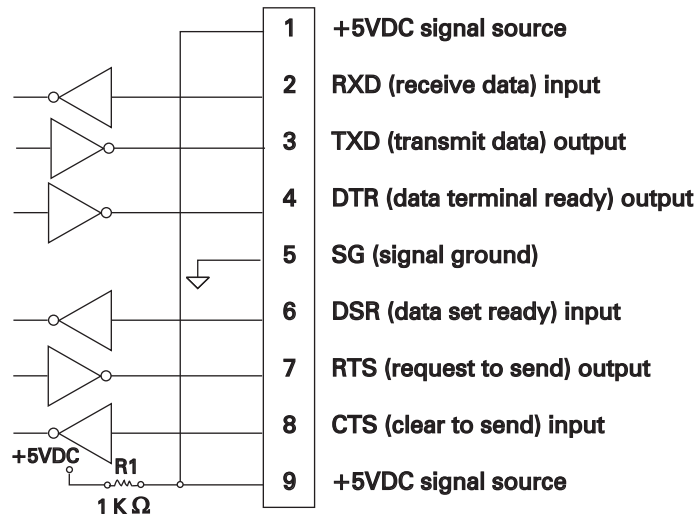 1 +5VDC signal source
2 RXD (receive data) input
3 TXD (transmit data) output
4 DTR (data terminal ready) output
5 SG (signal ground)
6 DSR (data set ready) input
7 RTS (request to send) output
8 CTS (clear to send) input
+5VDC
R1
9 +5VDC signal source
1 K Ω